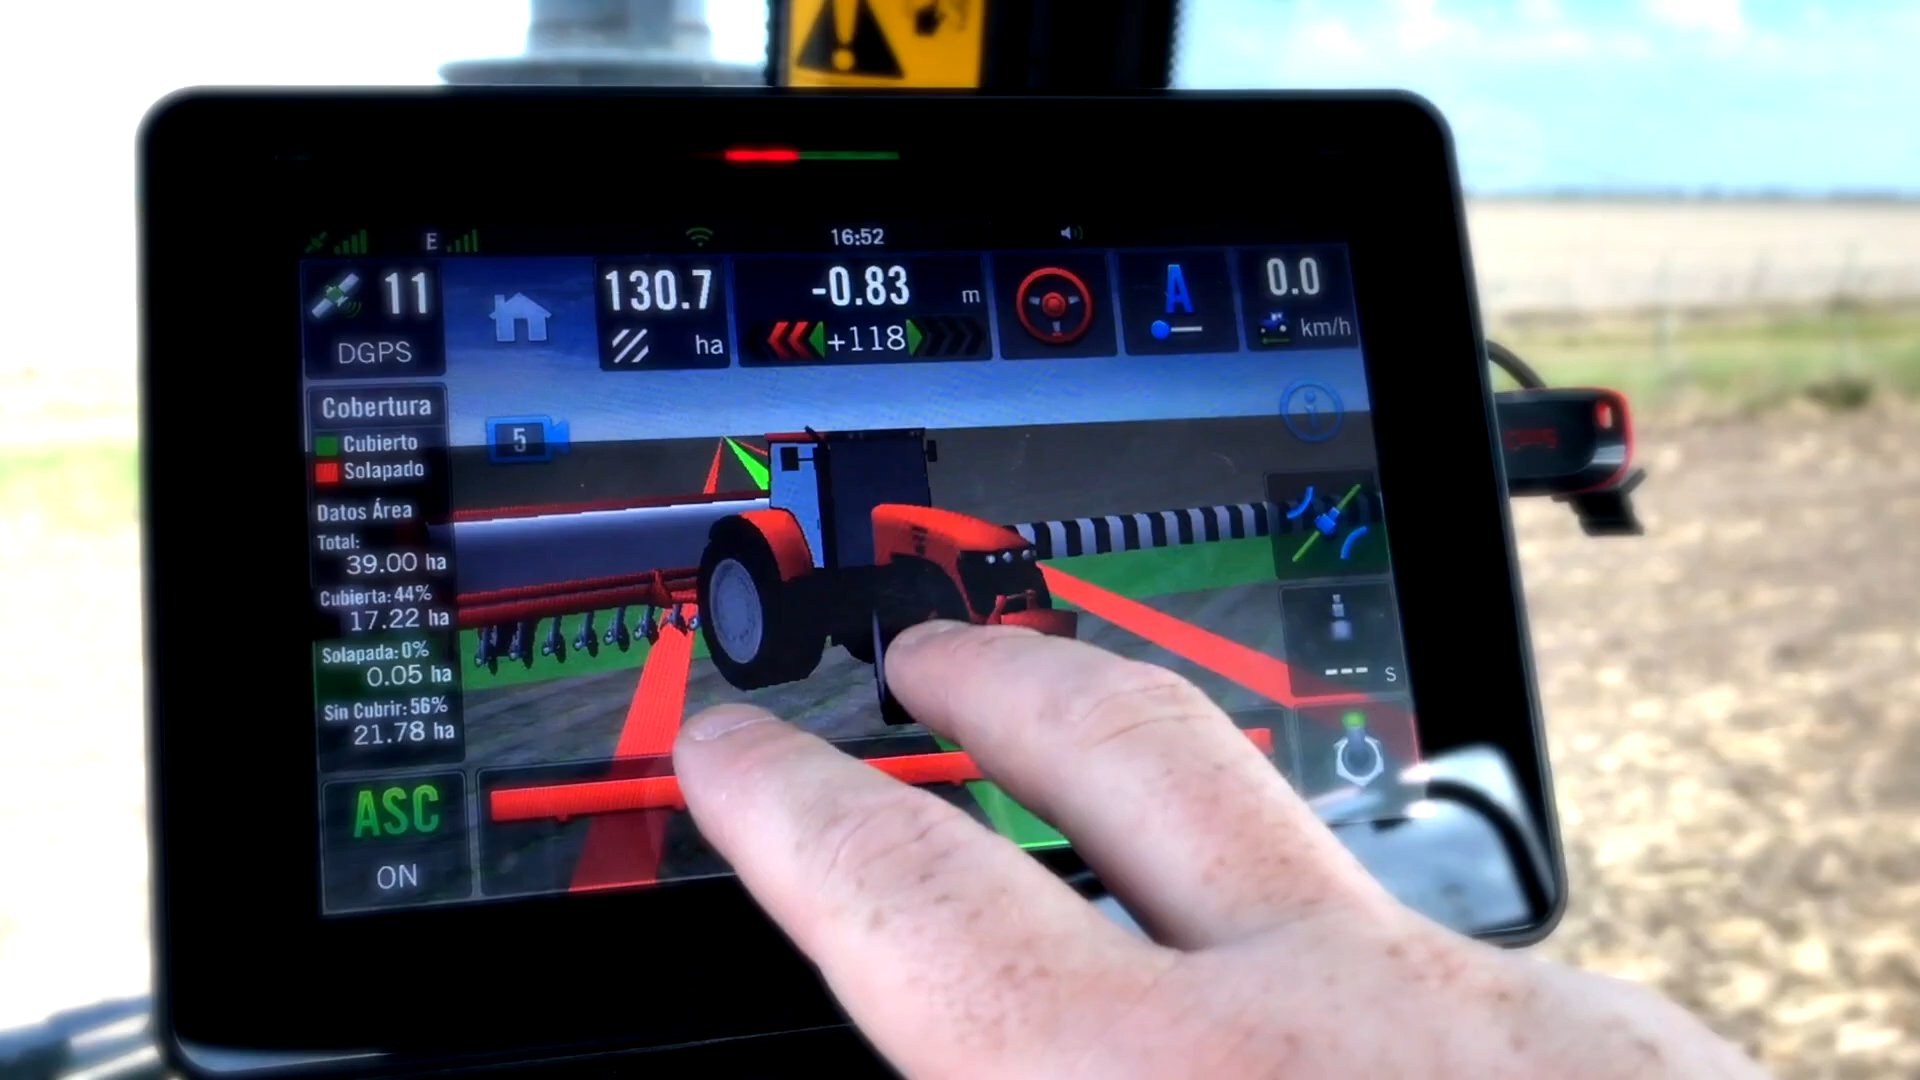 E
16:52
11
DGPS
130.7
ha
-0.83 m
+118
A
0.0
km/h
Cobertura
Cubierto
Solapado
5
Datos Área
Total:
39.00 ha
Cubierta: 44%
17.22 ha
Solapada: 0%
0.05 ha
Sin Cubrir: 56%
21.78 ha
--- s
ASC
ON